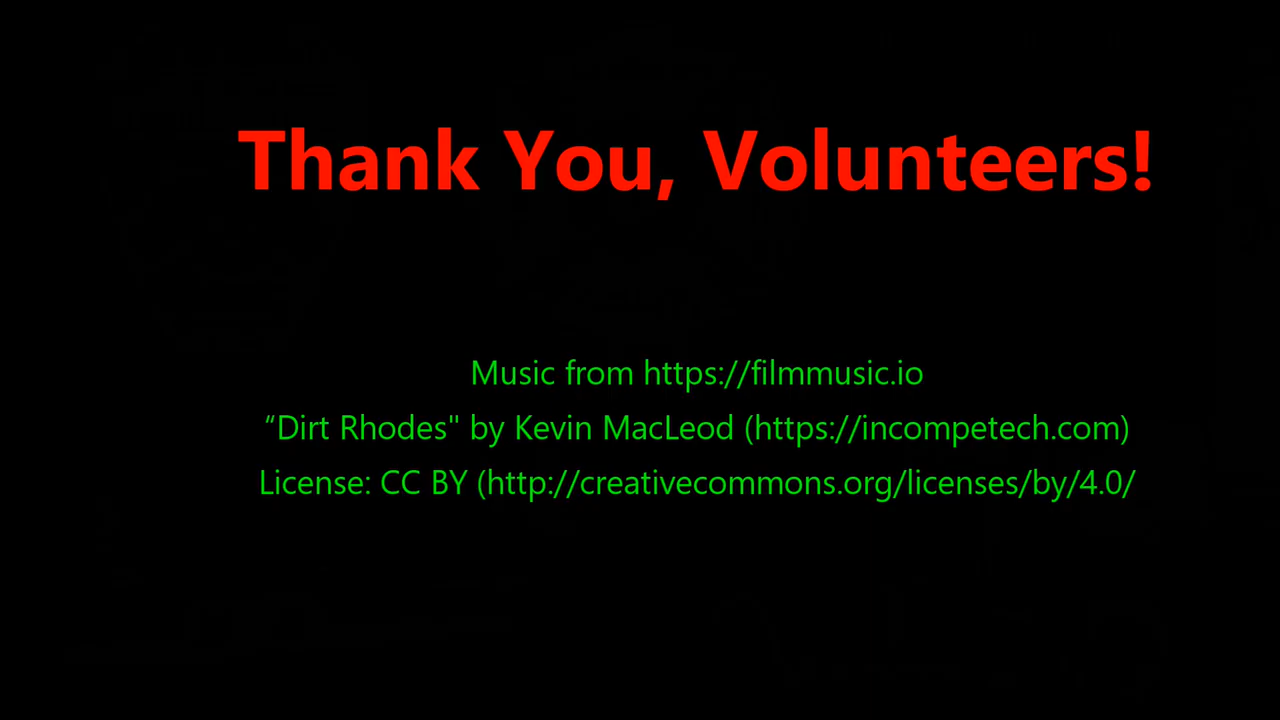 Thank You, Volunteers!
Music from https://filmmusic.io
“Dirt Rhodes" by Kevin MacLeod (https://incompetech.com)
License: CC BY (http://creativecommons.org/licenses/by/4.0/